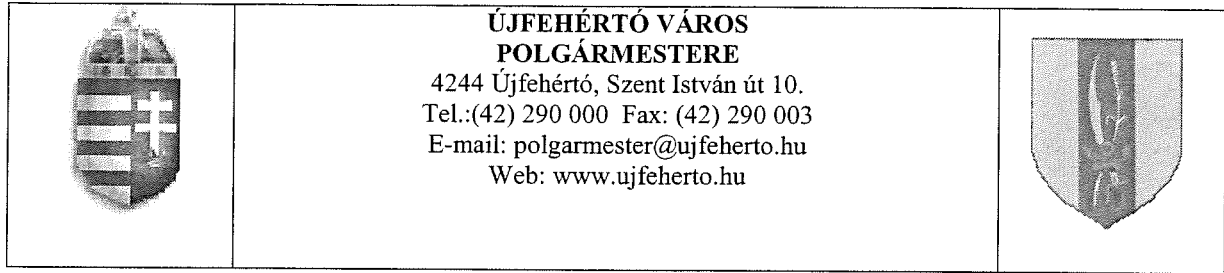 ÚJFEHÉRTÓ VÁROS
POLGÁRMESTERE
4244 Újfehértó, Szent István út 10.
Tel.:(42) 290 000 Fax: (42) 290 003
E-mail: polgarmester@ujfeherto.hu
Web: www.ujfeherto.hu